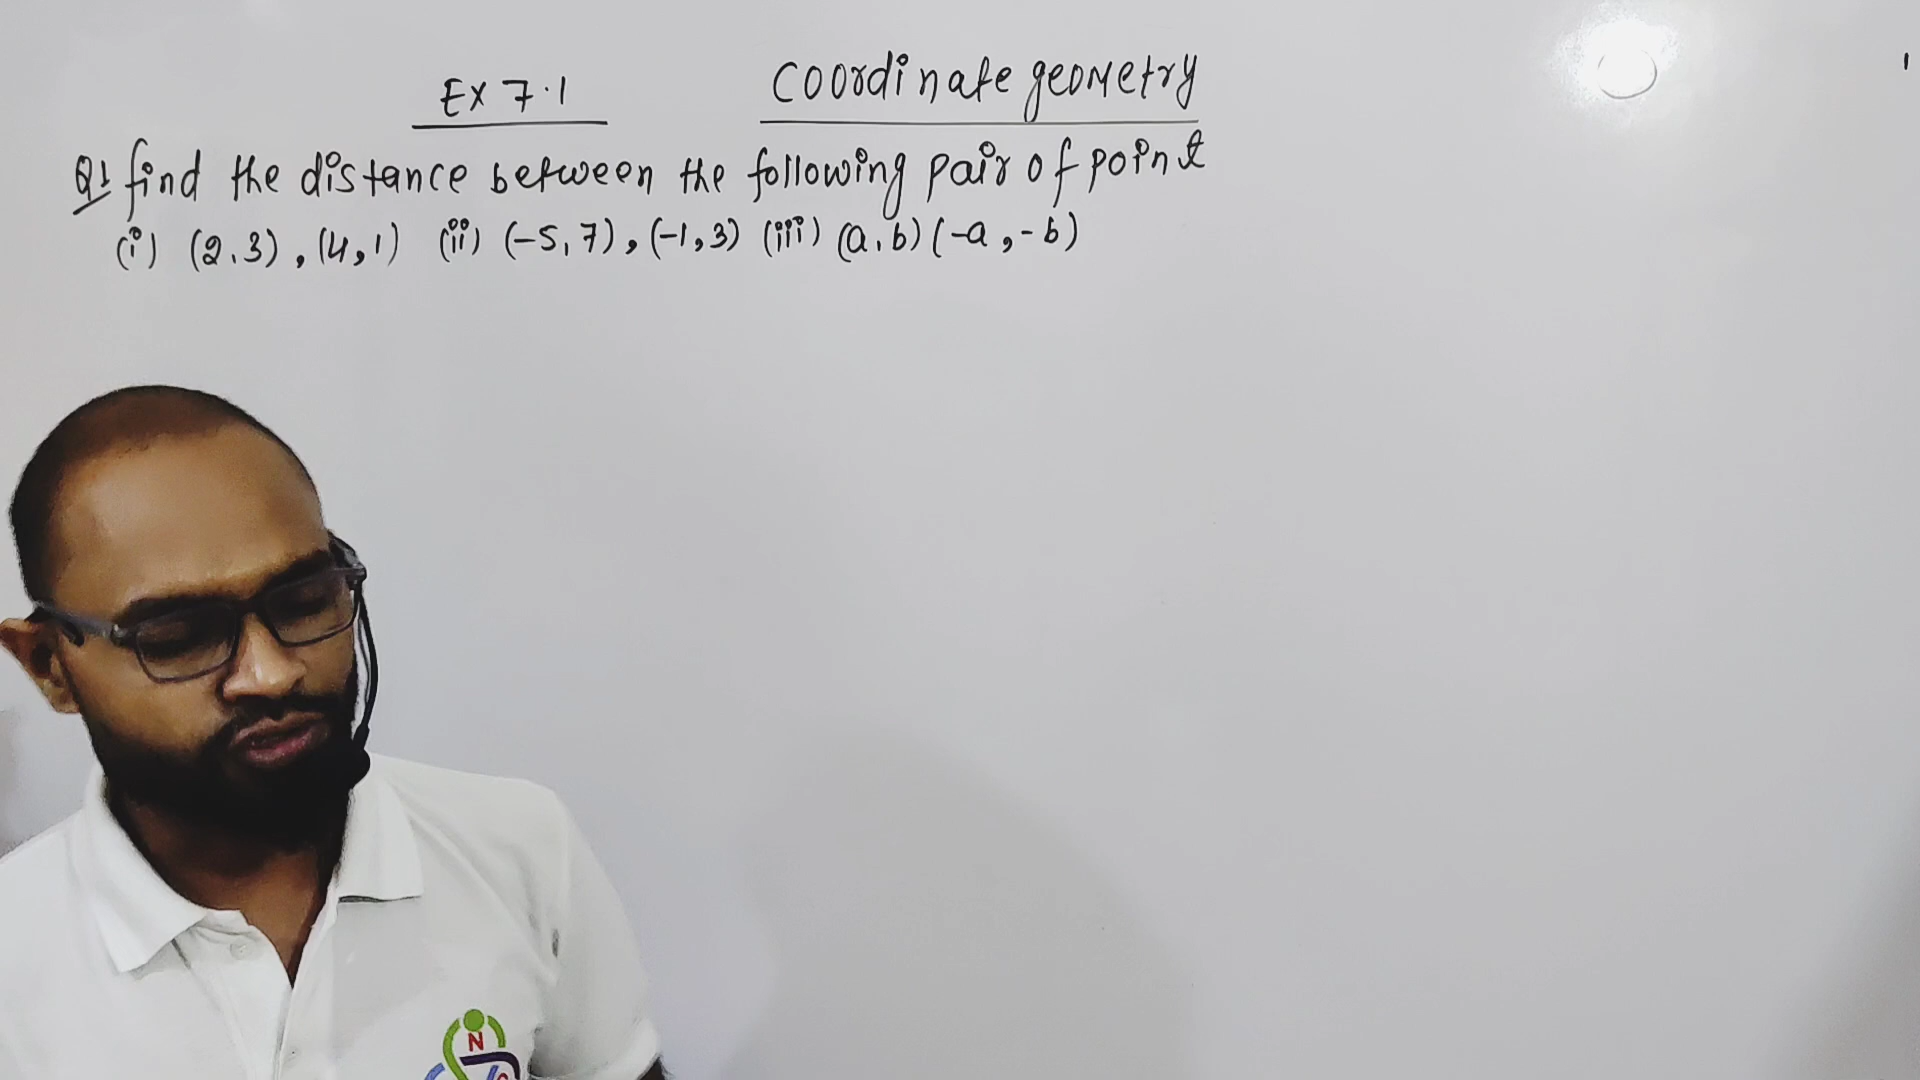 Ex 7.1 Coordinate geometry
Q1 find the distance between the following pair of point
(i) (2,3), (4,1) (ii) (-5,7), (-1,3) (iii) (a,b) (-a,-b)
N